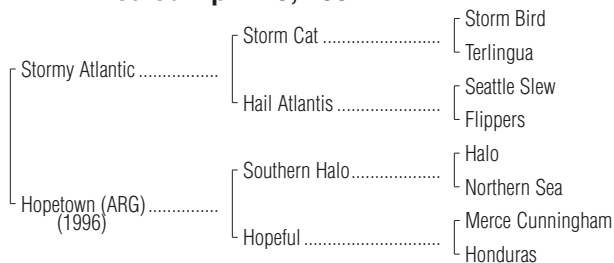 Storm Bird
Storm Cat ........................
Terlingua
Stormy Atlantic ..................
Seattle Slew
Hail Atlantis ........................
Flippers
Halo
Southern Halo.....................
Northern Sea
Hopetown (ARG)................
(1996)
Merce Cunningham
Hopeful ................................
Honduras